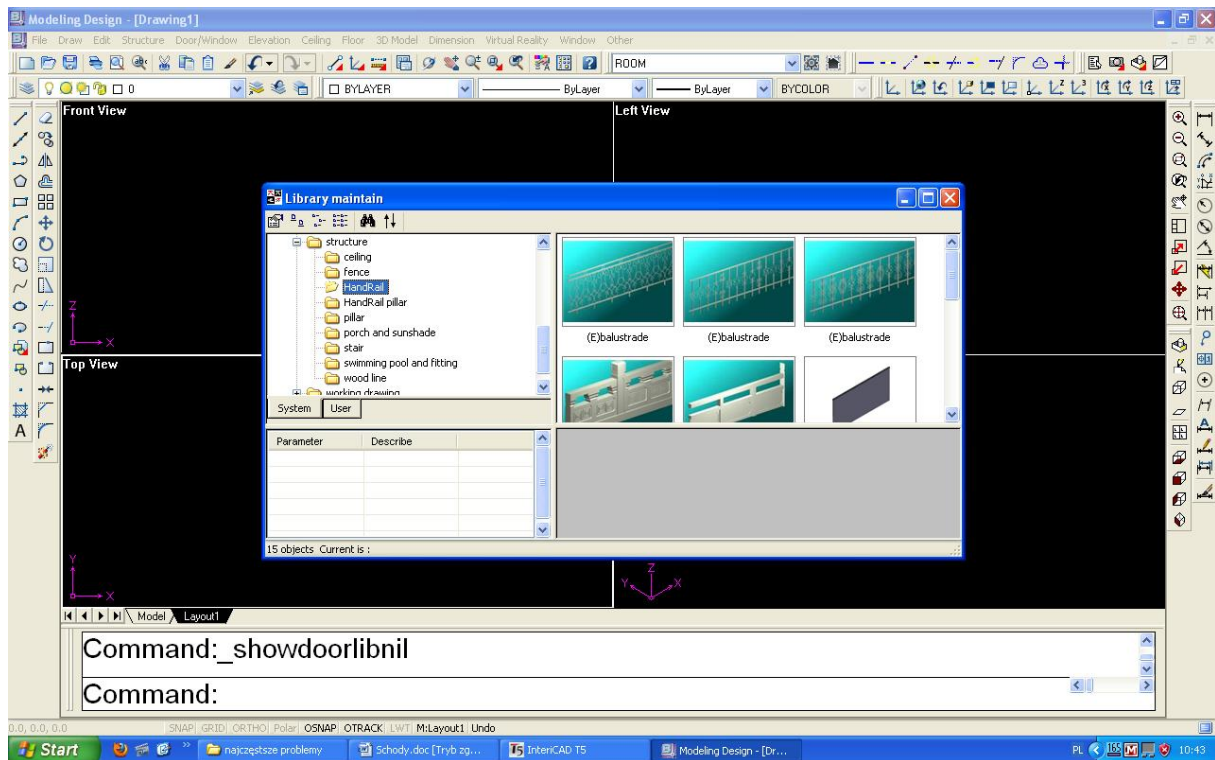 Modeling Design - [Drawing1]
File Draw Edit Structure Door/Window Elevation Ceiling Floor 3D Model Dimension Virtual Reality Window Other
ROOM
0 BYLAYER ByLayer ByLayer BYCOLOR
Front View
Left View
Library maintain
structure
ceiling
fence
HandRail
HandRail pillar
pillar
porch and sunshade
stair
swimming pool and fitting
wood line
working drawing
(E)balustrade (E)balustrade (E)balustrade
System User
Parameter Describe
15 objects Current is :
Z
X
Top View
Y
X
Z
Y X
Model Layout1
Command:_showdoorlibnil
Command:
0.0, 0.0, 0.0 SNAP GRID ORTHO Polar OSNAP OTRACK LWT M:Layout1 Undo
Start najczęstsze problemy Schody.doc [Tryb zg... InteriCAD T5 Modeling Design - [Dr... PL 10:43